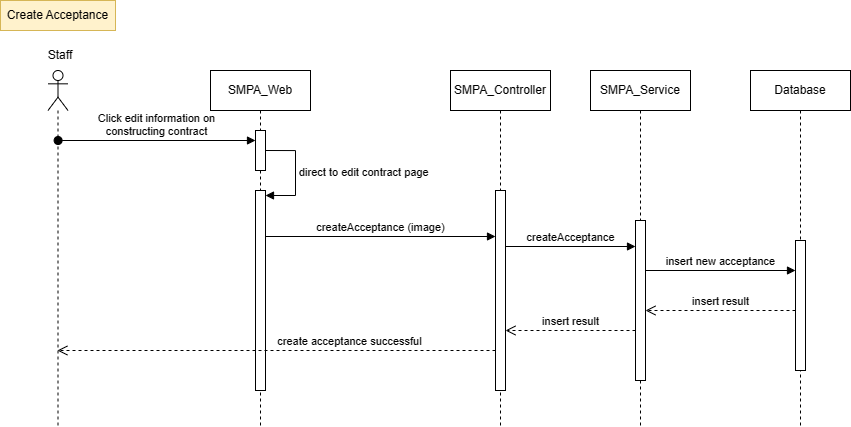 Create Acceptance
Staff
SMPA_Web
SMPA_Controller
SMPA_Service
Database
Click edit information on
constructing contract
direct to edit contract page
createAcceptance (image)
createAcceptance
insert new acceptance
insert result
insert result
create acceptance successful